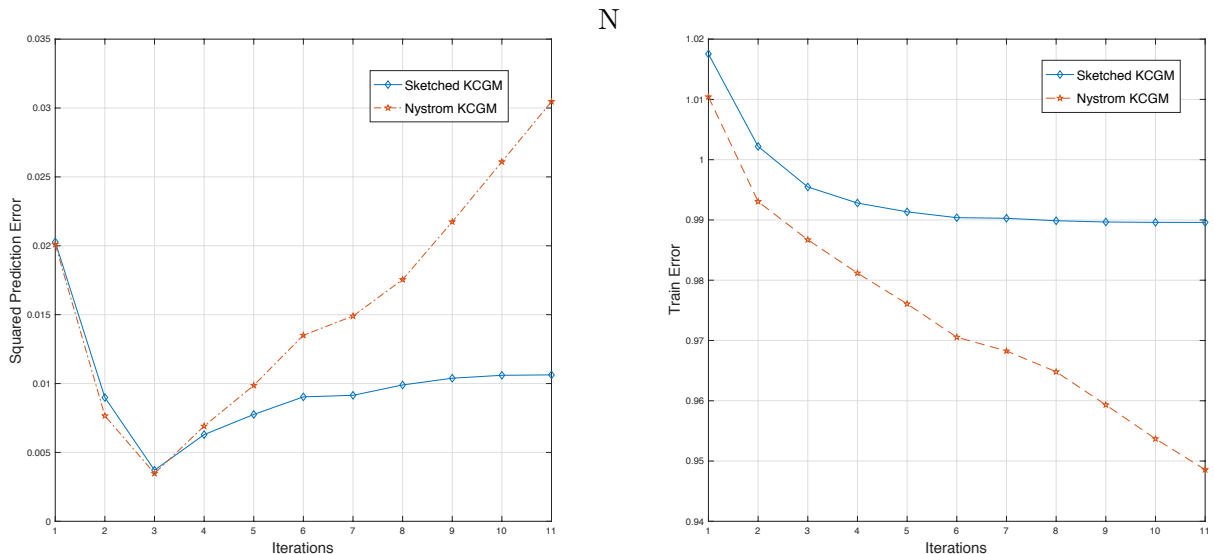 N
0.035
0.03
0.025
0.02
0.015
0.01
0.005
0
Squared Prediction Error
Sketched KCGM
Nystrom KCGM
1 2 3 4 5 6 7 8 9 10 11
Iterations
1.02
1.01
1
0.99
0.98
0.97
0.96
0.95
0.94
Train Error
Sketched KCGM
Nystrom KCGM
1 2 3 4 5 6 7 8 9 10 11
Iterations